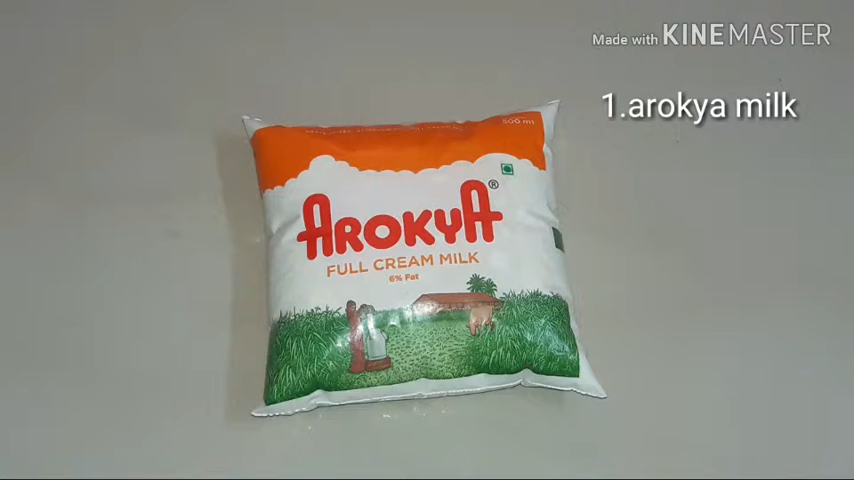 Made with KINEMASTER
1.arokya milk
500 ml
AROKYA®
FULL CREAM MILK
6% Fat